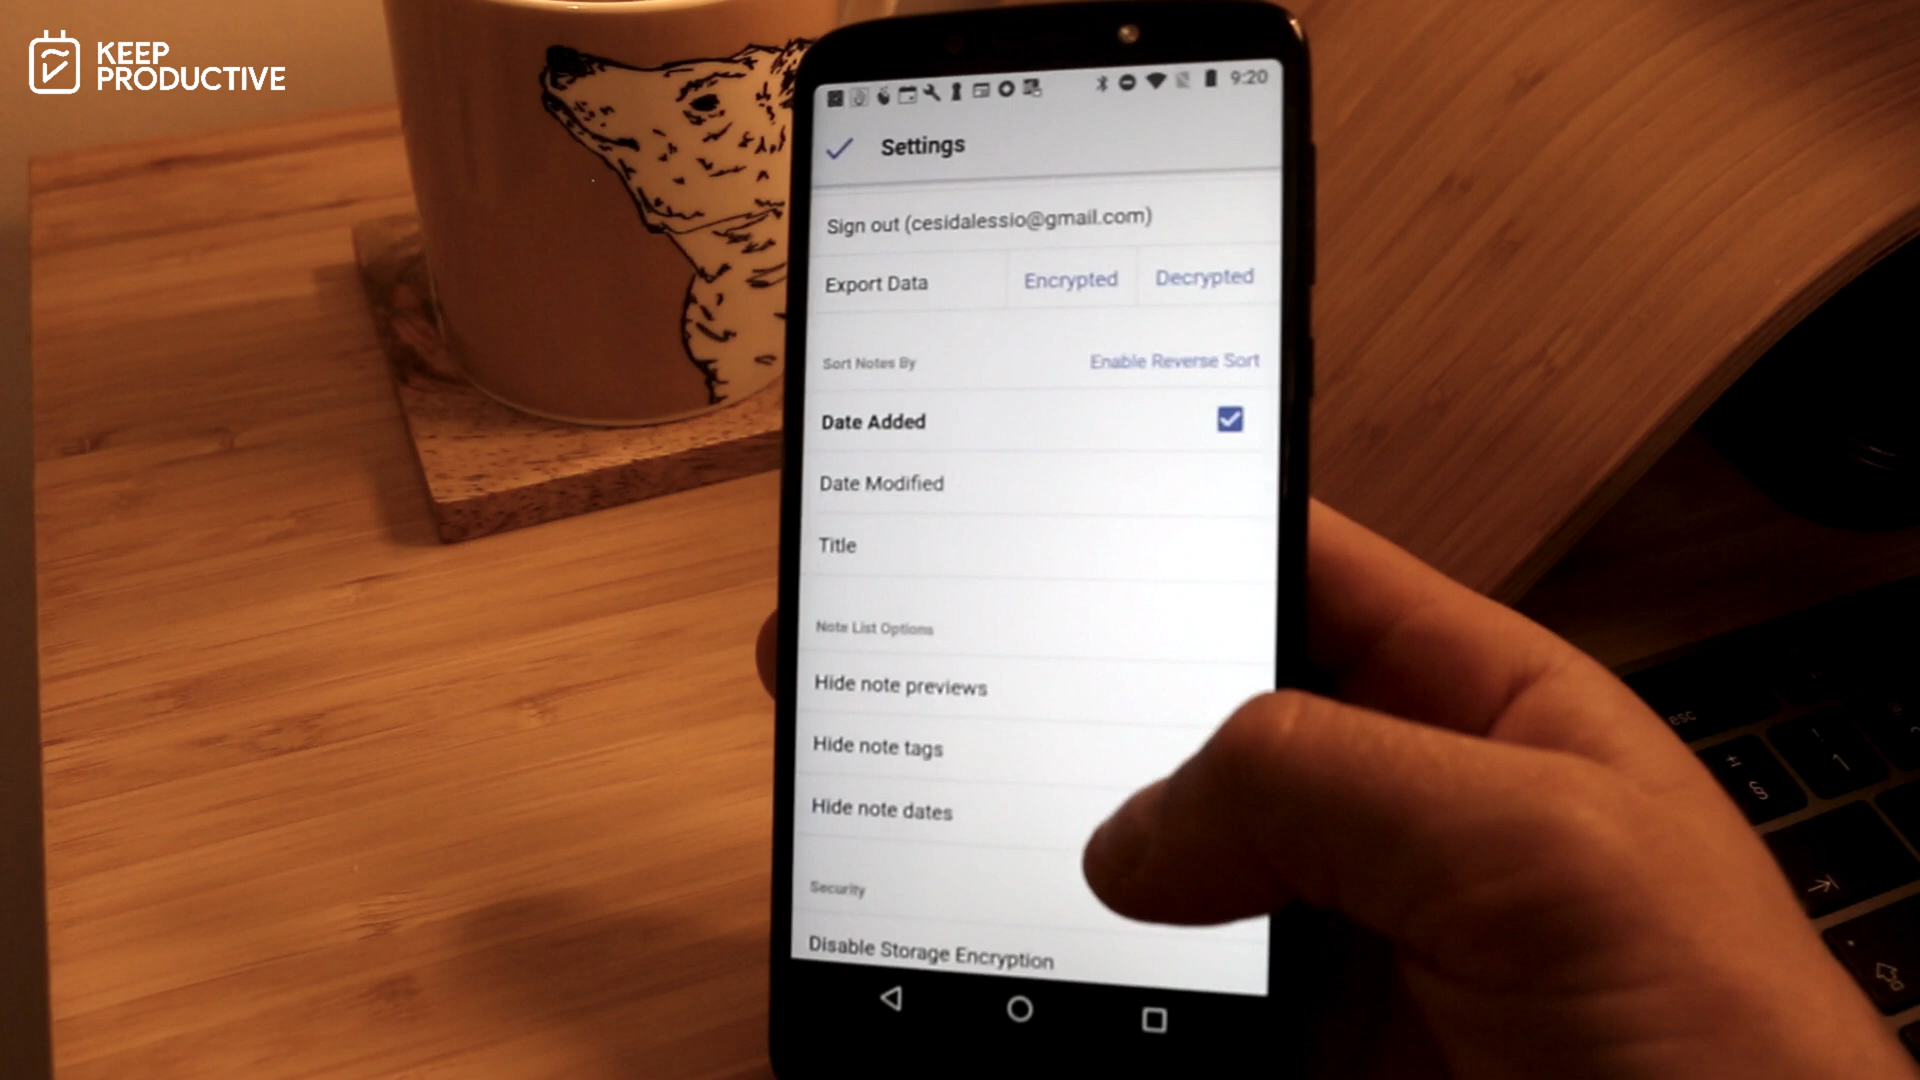 KEEP
PRODUCTIVE
9:20
Settings
Sign out (cesidalessio@gmail.com)
Export Data Encrypted Decrypted
Sort Notes By Enable Reverse Sort
Date Added
Date Modified
Title
Note List Options
Hide note previews
Hide note tags
Hide note dates
Security
Disable Storage Encryption
esc
!
1
±
§